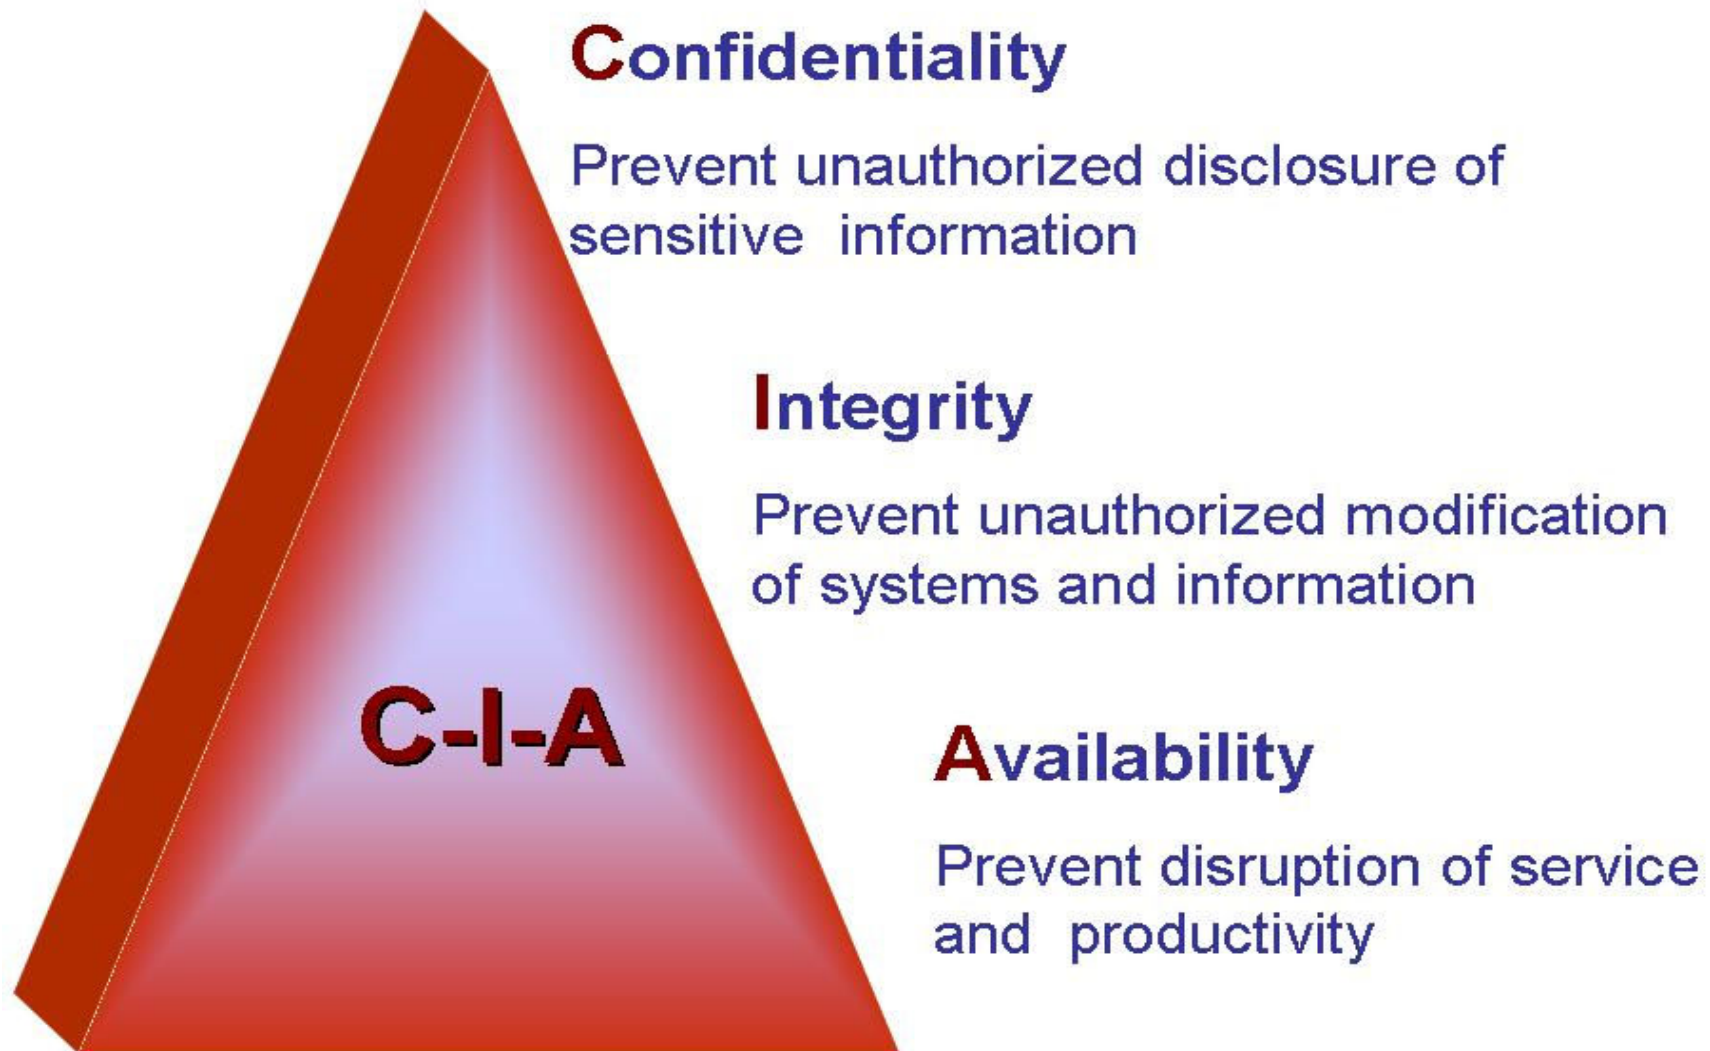 Confidentiality
Prevent unauthorized disclosure of
sensitive information
Integrity
Prevent unauthorized modification
of systems and information
C-I-A
Availability
Prevent disruption of service
and productivity